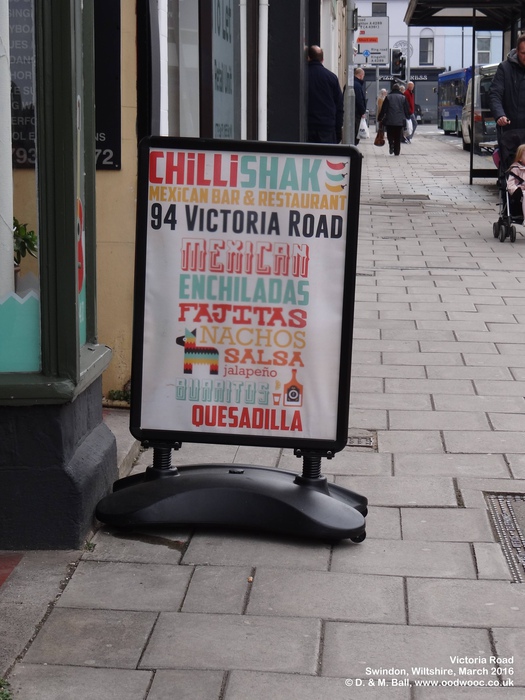 CHiLLiSHAK
MEXiCAN BAR & RESTAURANT
94 VICTORIA ROAD
MEXICAN
ENCHILADAS
FAJITAS
NACHOS
SALSA
jalapeño
BURRITOS
QUESADILLA
72
Victoria Road
Swindon, Wiltshire, March 2016
© D. & M. Ball, www.oodwooc.co.uk